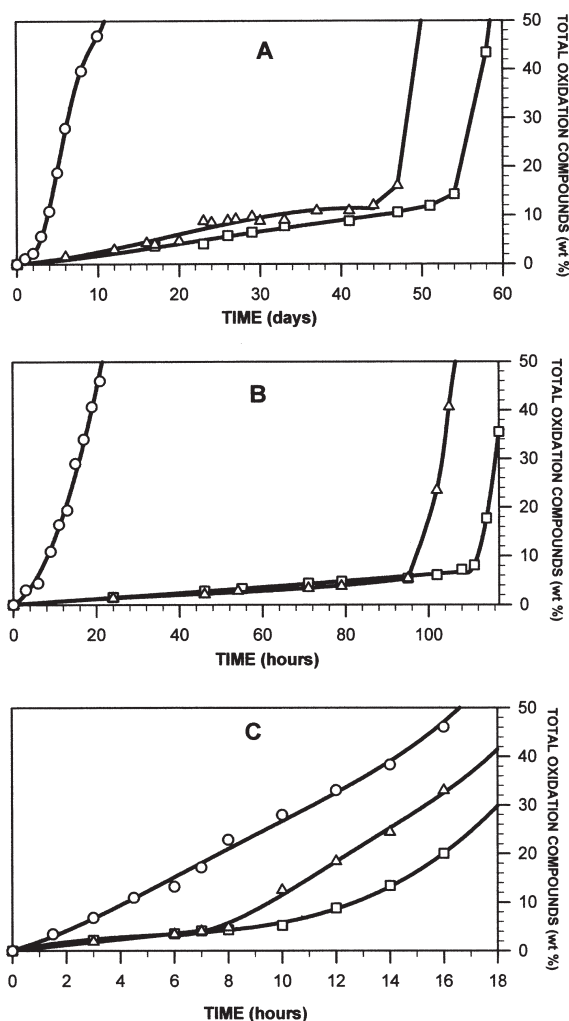 A
50
40
30
20
10
0
TOTAL OXIDATION COMPOUNDS (wt %)
0 10 20 30 40 50 60
TIME (days)
B
50
40
30
20
10
0
TOTAL OXIDATION COMPOUNDS (wt %)
0 20 40 60 80 100
TIME (hours)
C
50
40
30
20
10
0
TOTAL OXIDATION COMPOUNDS (wt %)
0 2 4 6 8 10 12 14 16 18
TIME (hours)